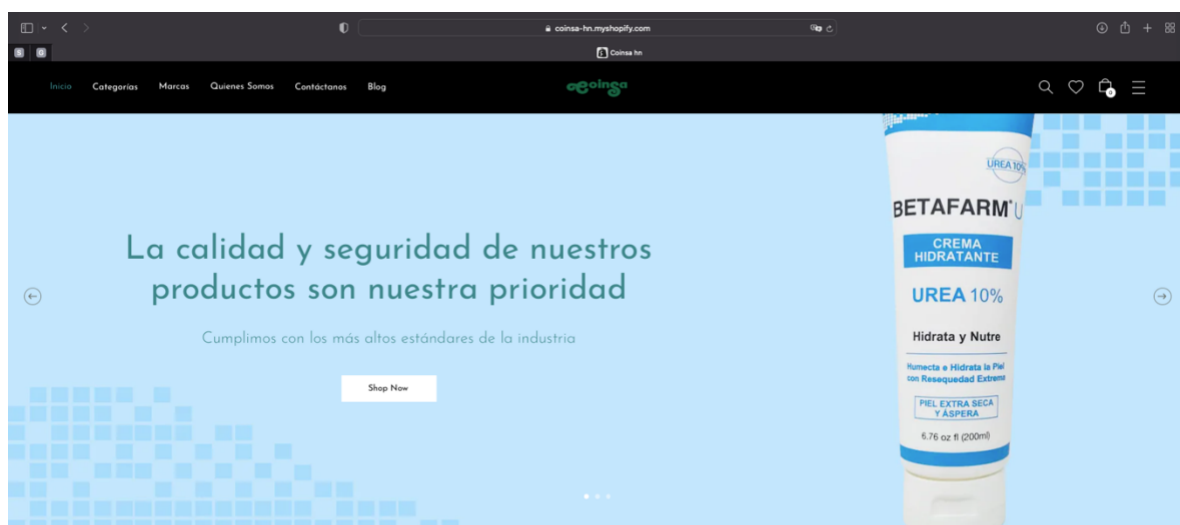 coinsa-hn.myshopify.com
Coinsa hn
Inicio Categorías Marcas Quienes Somos Contáctanos Blog
coinsa
0
UREA 10%
BETAFARM U
CREMA
HIDRATANTE
UREA 10%
Hidrata y Nutre
Humecta e Hidrata la Piel
con Resequedad Extrema
PIEL EXTRA SECA
Y ÁSPERA
6.76 oz fl (200ml)
La calidad y seguridad de nuestros
productos son nuestra prioridad
Cumplimos con los más altos estándares de la industria
Shop Now